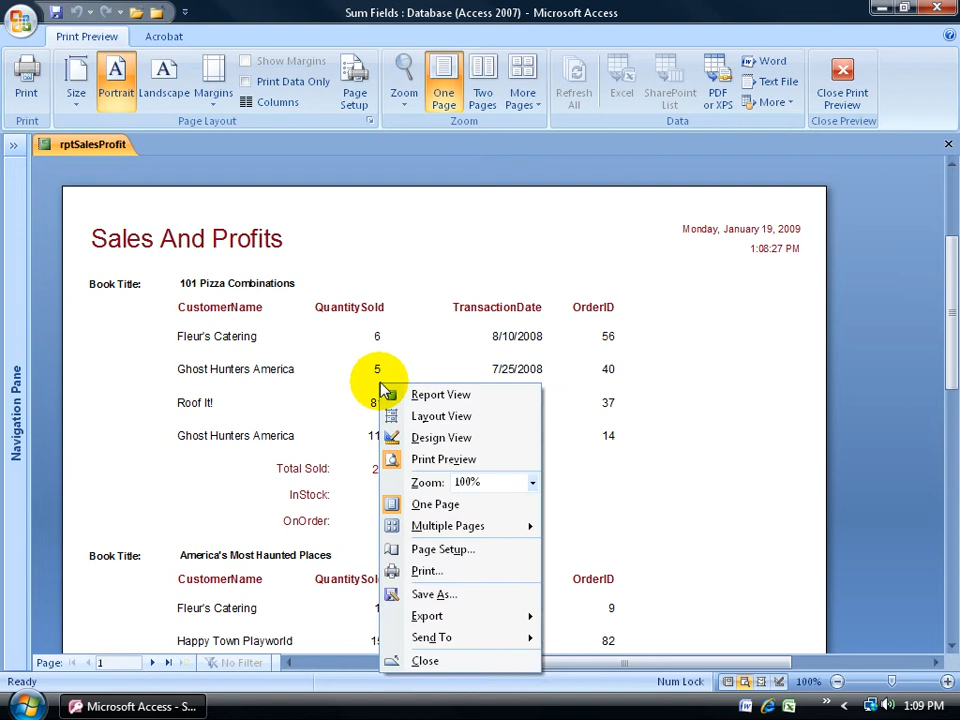 Sum Fields : Database (Access 2007) - Microsoft Access
Print Preview Acrobat
Show Margins
Print Data Only
Columns
Print Size Portrait Landscape Margins Page Setup
Zoom One Page Two Pages More Pages
Refresh All Excel SharePoint List PDF or XPS
Word
Text File
More
Close Print Preview
Print Page Layout Zoom Data Close Preview
rptSalesProfit
Navigation Pane
Sales And Profits
Monday, January 19, 2009
1:08:27 PM
Book Title: 101 Pizza Combinations
CustomerName QuantitySold TransactionDate OrderID
Fleur's Catering 6 8/10/2008 56
Ghost Hunters America 5 7/25/2008 40
Roof It! 8 37
Ghost Hunters America 11 14
Total Sold: 2
InStock:
OnOrder:
Book Title: America's Most Haunted Places
CustomerName QuantitySold OrderID
Fleur's Catering 1 9
Happy Town Playworld 15 82
Report View
Layout View
Design View
Print Preview
Zoom: 100%
One Page
Multiple Pages
Page Setup...
Print...
Save As...
Export
Send To
Close
Page: 1 No Filter
Ready Num Lock 100%
Microsoft Access - S... 1:09 PM